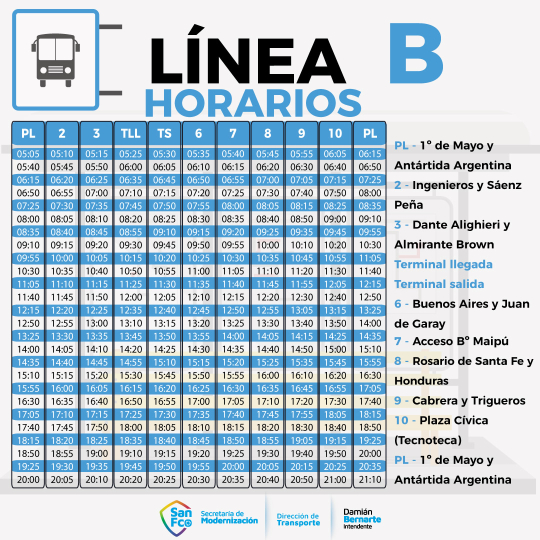 LÍNEA B
HORARIOS
PL 2 3 TLL TS 6 7 8 9 10 PL
05:05 05:10 05:15 05:25 05:30 05:35 05:40 05:45 05:55 06:05 06:15
05:40 05:45 05:50 06:00 06:05 06:10 06:15 06:20 06:30 06:40 06:50
06:15 06:20 06:25 06:35 06:45 06:50 06:55 07:00 07:05 07:15 07:25
06:50 06:55 07:00 07:10 07:15 07:20 07:25 07:30 07:40 07:50 08:00
07:25 07:30 07:35 07:45 07:50 07:55 08:00 08:05 08:15 08:25 08:35
08:00 08:05 08:10 08:20 08:25 08:30 08:35 08:40 08:50 09:00 09:10
08:35 08:40 08:45 08:55 09:10 09:15 09:20 09:25 09:35 09:45 09:55
09:10 09:15 09:20 09:30 09:45 09:50 09:55 10:00 10:10 10:20 10:30
09:55 10:00 10:05 10:15 10:20 10:25 10:30 10:35 10:45 10:55 11:05
10:30 10:35 10:40 10:50 10:55 11:00 11:05 11:10 11:20 11:30 11:40
11:05 11:10 11:15 11:25 11:30 11:35 11:40 11:45 11:55 12:05 12:15
11:40 11:45 11:50 12:00 12:05 12:10 12:15 12:20 12:30 12:40 12:50
12:15 12:20 12:25 12:35 12:40 12:45 12:50 12:55 13:05 13:15 13:25
12:50 12:55 13:00 13:10 13:15 13:20 13:25 13:30 13:40 13:50 14:00
13:25 13:30 13:35 13:45 13:50 13:55 14:00 14:05 14:15 14:25 14:35
14:00 14:05 14:10 14:20 14:25 14:30 14:35 14:40 14:50 15:00 15:10
14:35 14:40 14:45 14:55 15:10 15:15 15:20 15:25 15:35 15:45 15:55
15:10 15:15 15:20 15:30 15:45 15:50 15:55 16:00 16:10 16:20 16:30
15:55 16:00 16:05 16:15 16:20 16:25 16:30 16:35 16:45 16:55 17:05
16:30 16:35 16:40 16:50 16:55 17:00 17:05 17:10 17:20 17:30 17:40
17:05 17:10 17:15 17:25 17:30 17:35 17:40 17:45 17:55 18:05 18:15
17:40 17:45 17:50 18:00 18:05 18:10 18:15 18:20 18:30 18:40 18:50
18:15 18:20 18:25 18:35 18:40 18:45 18:50 18:55 19:05 19:15 19:25
18:50 18:55 19:00 19:10 19:15 19:20 19:25 19:30 19:40 19:50 20:00
19:25 19:30 19:35 19:45 19:50 19:55 20:00 20:05 20:15 20:25 20:35
20:00 20:05 20:10 20:20 20:25 20:30 20:35 20:40 20:50 21:00 21:10
PL - 1º de Mayo y
Antártida Argentina
2 - Ingenieros y Sáenz
Peña
3 - Dante Alighieri y
Almirante Brown
Terminal llegada
Terminal salida
6 - Buenos Aires y Juan
de Garay
7 - Acceso Bº Maipú
8 - Rosario de Santa Fe y
Honduras
9 - Cabrera y Trigueros
10 - Plaza Cívica
(Tecnoteca)
PL - 1º de Mayo y
Antártida Argentina
San
Fco
Secretaría de
Modernización
Dirección de
Transporte
Damián
Bernarte
Intendente